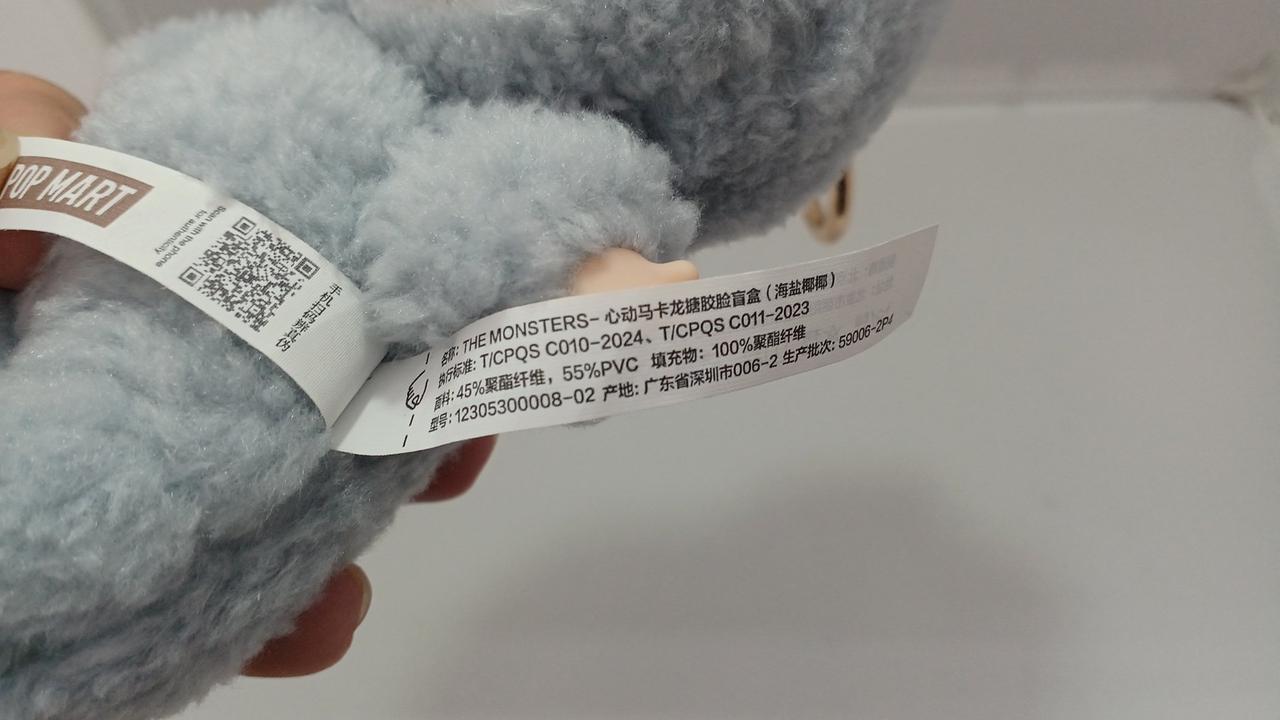 POP MART
Scan with the phone
for authenticity
手机扫码辨真伪
名称: THE MONSTERS- 心动马卡龙搪胶脸盲盒 ( 海盐椰椰 )
执行标准: T/CPQS C010-2024、T/CPQS C011-2023
面料: 45%聚酯纤维，55%PVC 填充物: 100%聚酯纤维
型号: 12305300008-02 产地: 广东省深圳市006-2 生产批次: 59006-2P4